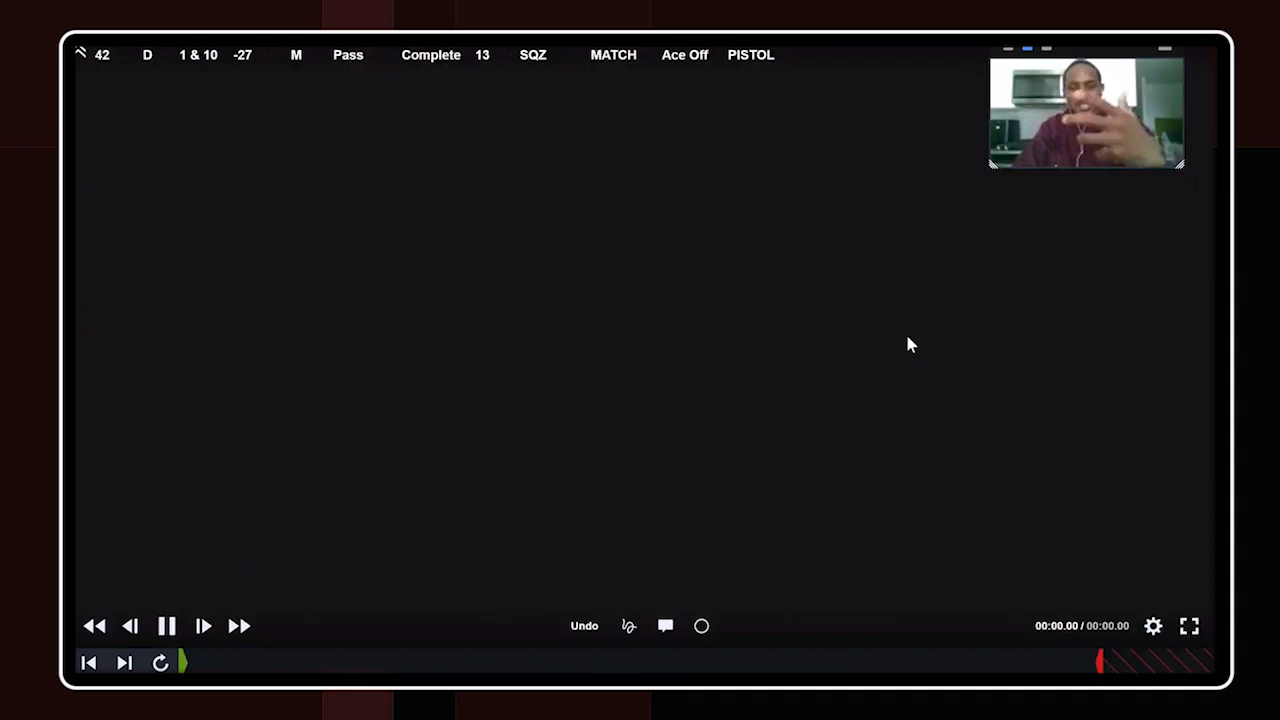 42 D 1 & 10 -27 M Pass Complete 13 SQZ MATCH Ace Off PISTOL
Undo 00:00.00 / 00:00.00